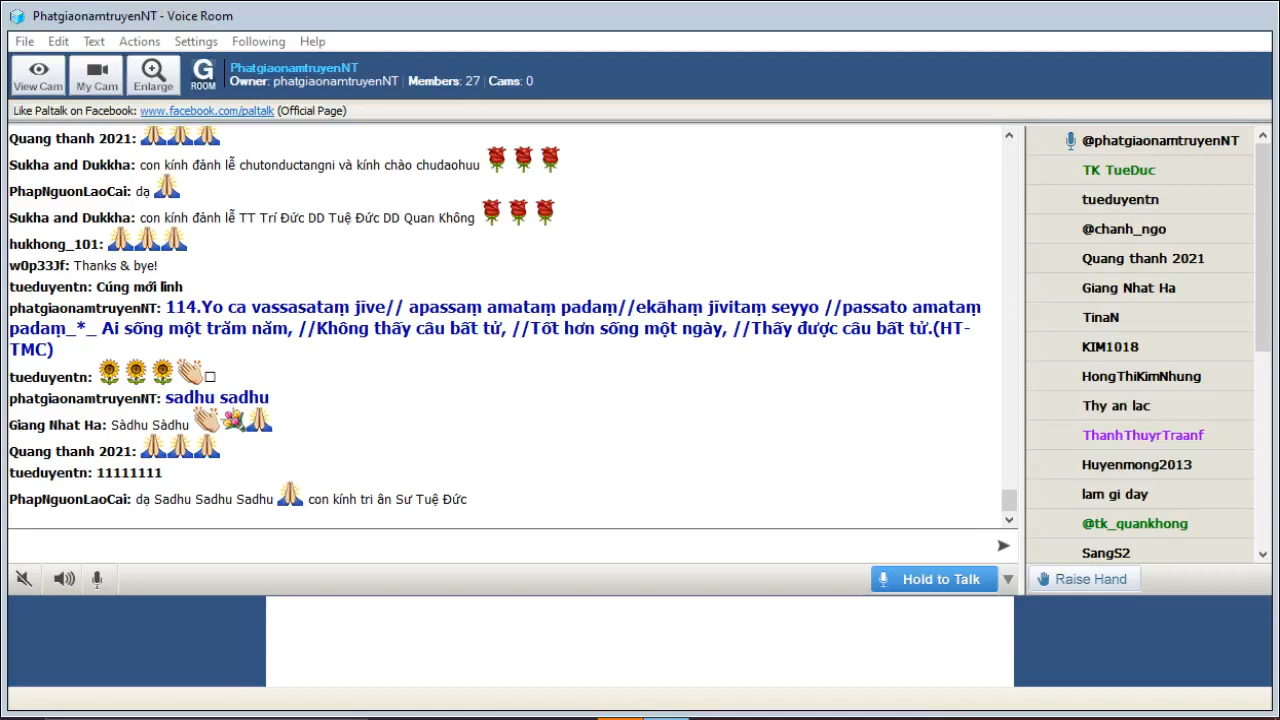 PhatgiaonamtruyenNT - Voice Room
File Edit Text Actions Settings Following Help
View Cam My Cam Enlarge G ROOM
PhatgiaonamtruyenNT
Owner: phatgiaonamtruyenNT | Members: 27 | Cams: 0
Like Paltalk on Facebook: www.facebook.com/paltalk (Official Page)
Quang thanh 2021:
Sukha and Dukkha: con kính đảnh lễ chutonductangni và kính chào chudaohuu
PhapNguonLaoCai: dạ
Sukha and Dukkha: con kính đảnh lễ TT Trí Đức DD Tuệ Đức DD Quan Không
hukhong_101:
w0p33Jf: Thanks & bye!
tueduyentn: Cúng mới linh
phatgiaonamtruyenNT: 114.Yo ca vassasataṃ jīve// apassaṃ amataṃ padaṃ//ekāhaṃ jīvitaṃ seyyo //passato amataṃ
padaṃ_*_ Ai sống một trăm năm, //Không thấy câu bất tử, //Tốt hơn sống một ngày, //Thấy được câu bất tử.(HT-
TMC)
tueduyentn:
phatgiaonamtruyenNT: sadhu sadhu
Giang Nhat Ha: Sàdhu Sàdhu
Quang thanh 2021:
tueduyentn: 11111111
PhapNguonLaoCai: dạ Sadhu Sadhu Sadhu con kính tri ân Sư Tuệ Đức
@phatgiaonamtruyenNT
TK TueDuc
tueduyentn
@chanh_ngo
Quang thanh 2021
Giang Nhat Ha
TinaN
KIM1018
HongThiKimNhung
Thy an lac
ThanhThuyrTraanf
Huyenmong2013
lam gi day
@tk_quankhong
SangS2
Hold to Talk
Raise Hand